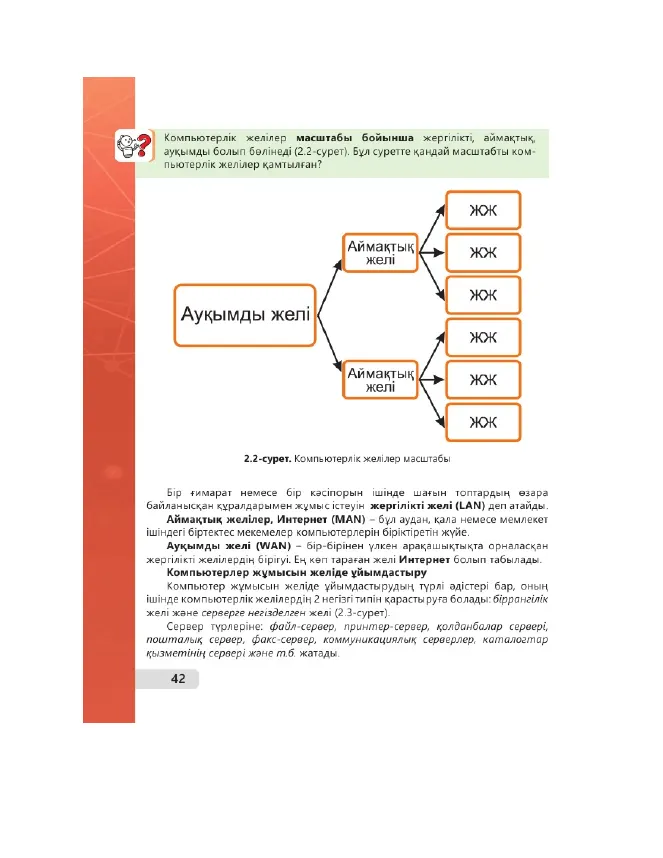 Компьютерлік желілер масштабы бойынша жергілікті, аймақтық,
ауқымды болып бөлінеді (2.2-сурет). Бұл суретте қандай масштабты ком-
пьютерлік желілер қамтылған?
ЖЖ
Аймақтық
желі
ЖЖ
ЖЖ
Ауқымды желі
ЖЖ
Аймақтық
желі
ЖЖ
ЖЖ
2.2-сурет. Компьютерлік желілер масштабы
Бір ғимарат немесе бір кәсіпорын ішінде шағын топтардың өзара
байланысқан құралдарымен жұмыс істеуін жергілікті желі (LAN) деп атайды.
Аймақтық желілер, Интернет (MAN) – бұл аудан, қала немесе мемлекет
ішіндегі біртектес мекемелер компьютерлерін біріктіретін жүйе.
Ауқымды желі (WAN) – бір-бірінен үлкен арақашықтықта орналасқан
жергілікті желілердің бірігуі. Ең көп тараған желі Интернет болып табылады.
Компьютерлер жұмысын желіде ұйымдастыру
Компьютер жұмысын желіде ұйымдастырудың түрлі әдістері бар, оның
ішінде компьютерлік желілердің 2 негізгі типін қарастыруға болады: біррангілік
желі және серверге негізделген желі (2.3-сурет).
Сервер түрлеріне: файл-сервер, принтер-сервер, қолданбалар сервері,
пошталық сервер, факс-сервер, коммуникациялық серверлер, каталогтар
қызметінің сервері және т.б. жатады.
42